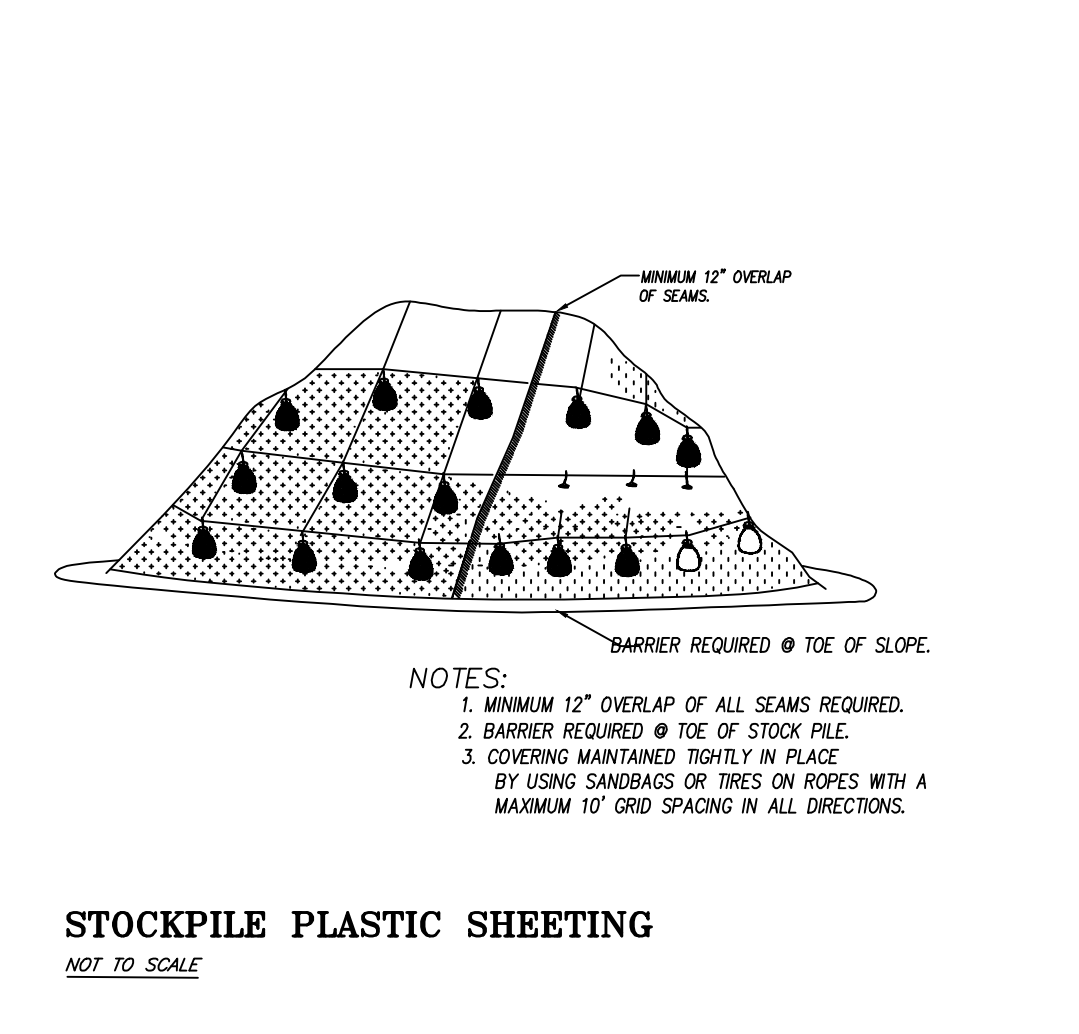 MINIMUM 12" OVERLAP
OF SEAMS.
BARRIER REQUIRED @ TOE OF SLOPE.
NOTES:
1. MINIMUM 12" OVERLAP OF ALL SEAMS REQUIRED.
2. BARRIER REQUIRED @ TOE OF STOCK PILE.
3. COVERING MAINTAINED TIGHTLY IN PLACE
BY USING SANDBAGS OR TIRES ON ROPES WITH A
MAXIMUM 10' GRID SPACING IN ALL DIRECTIONS.
STOCKPILE PLASTIC SHEETING
NOT TO SCALE